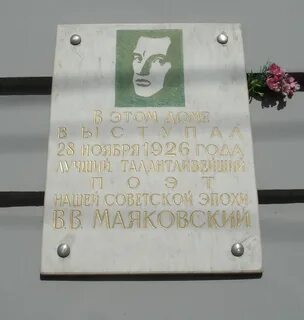 В ЭТОМ ДОМЕ
ВЫСТУПАЛ
28 НОЯБРЯ 1926 ГОДА
ЛУЧШИЙ ТАЛАНТЛИВЕЙШИЙ
ПОЭТ
НАШЕЙ СОВЕТСКОЙ ЭПОХИ
В.В. МАЯКОВСКИЙ